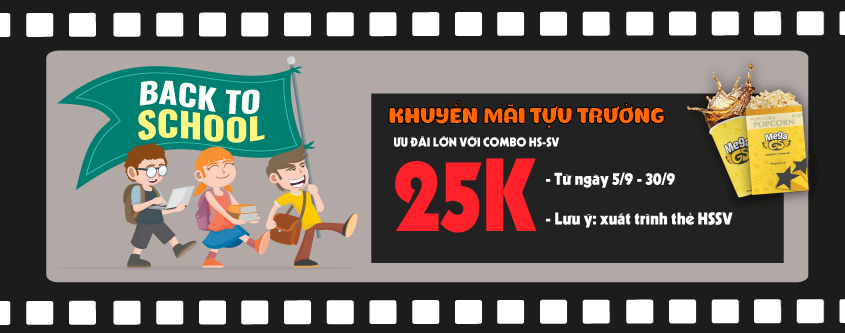 BACK TO
SCHOOL
KHUYẾN MÃI TỰU TRƯỜNG
ƯU ĐÃI LỚN VỚI COMBO HS-SV
25K
- Từ ngày 5/9 - 30/9
- Lưu ý: xuất trình thẻ HSSV
POPCORN
POPCORN
Mega
GS
Mega
GS